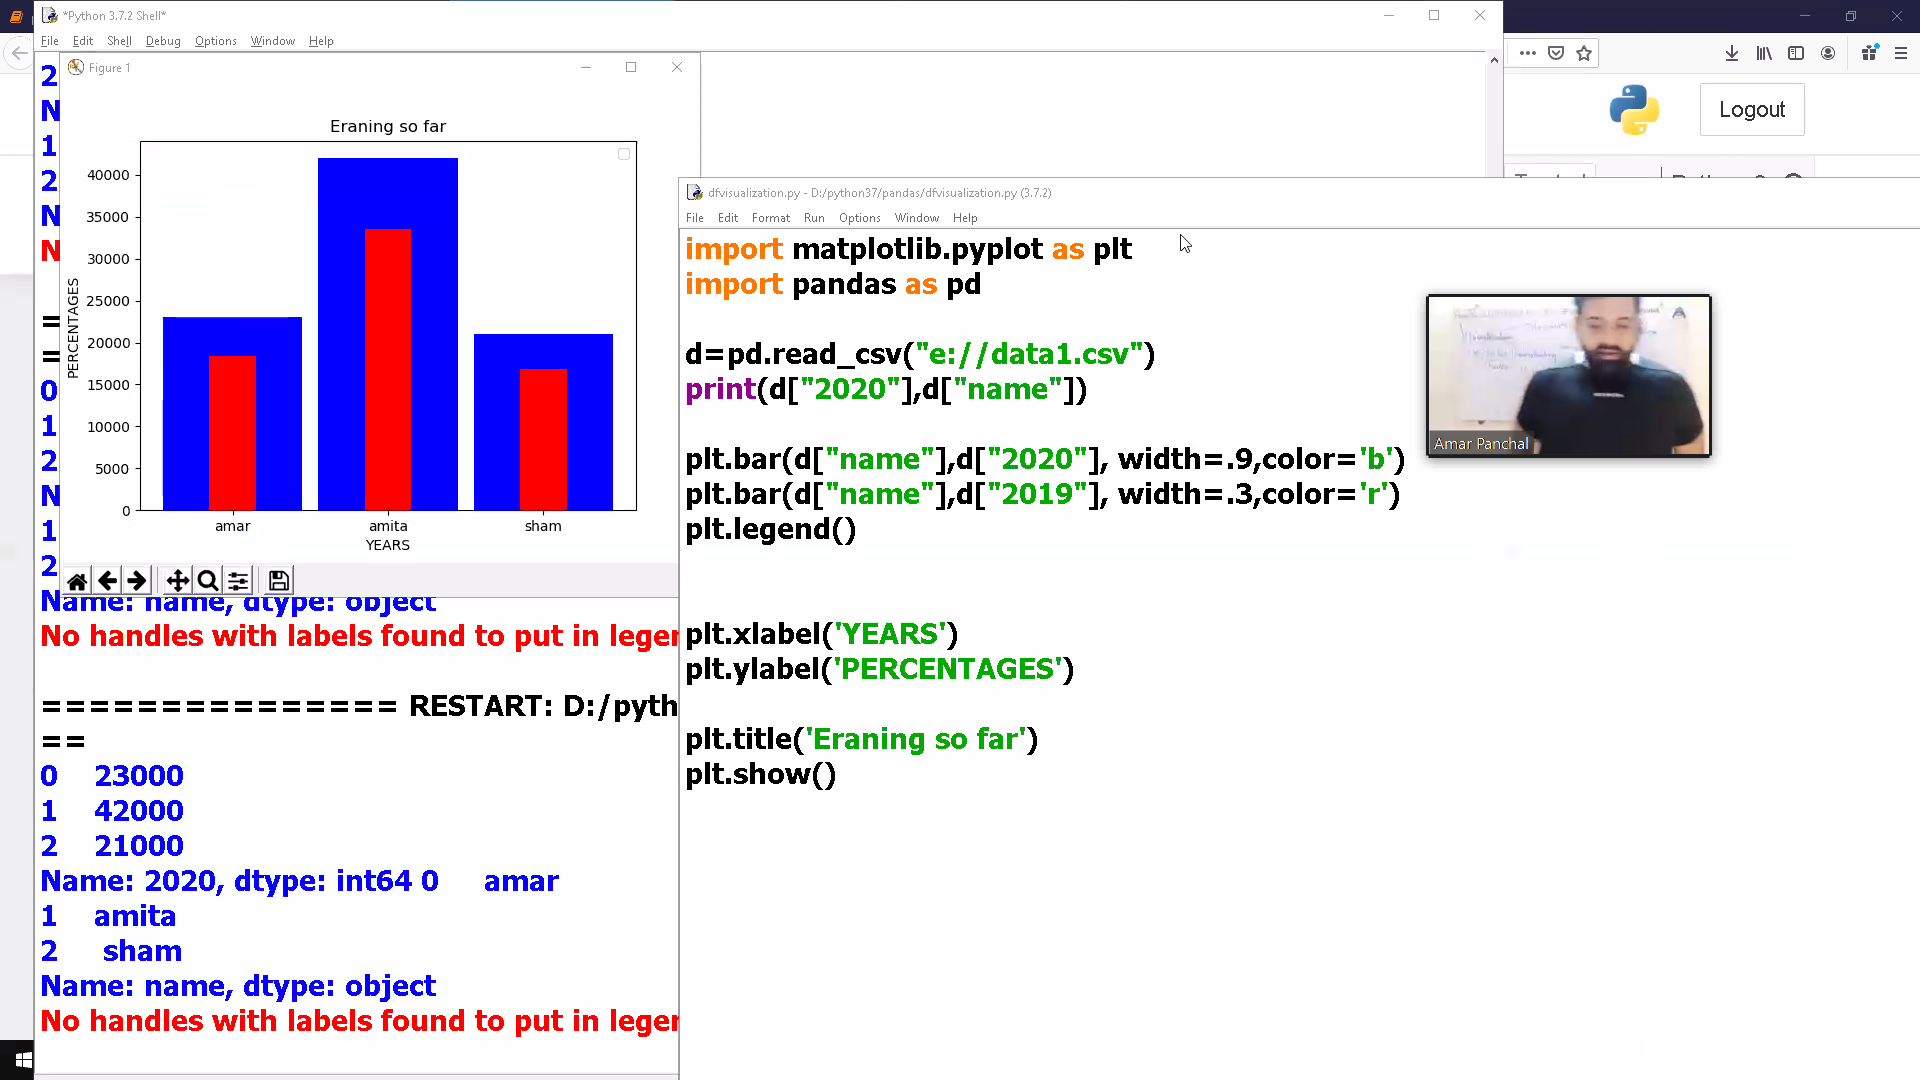 *Python 3.7.2 Shell*
File Edit Shell Debug Options Window Help
2
N
1
2
N
N
=
=
0
1
2
N
1
2
Figure 1
Eraning so far
40000
35000
30000
25000
20000
15000
10000
5000
0
PERCENTAGES
amar amita sham
YEARS
Name: name, dtype: object
No handles with labels found to put in legen
=============== RESTART: D:/pyth
==
0 23000
1 42000
2 21000
Name: 2020, dtype: int64 0 amar
1 amita
2 sham
Name: name, dtype: object
No handles with labels found to put in legen
Logout
dfvisualization.py - D:/python37/pandas/dfvisualization.py (3.7.2)
File Edit Format Run Options Window Help
import matplotlib.pyplot as plt
import pandas as pd
d=pd.read_csv("e://data1.csv")
print(d["2020"],d["name"])
plt.bar(d["name"],d["2020"], width=.9,color='b')
plt.bar(d["name"],d["2019"], width=.3,color='r')
plt.legend()
plt.xlabel('YEARS')
plt.ylabel('PERCENTAGES')
plt.title('Eraning so far')
plt.show()
Amar Panchal